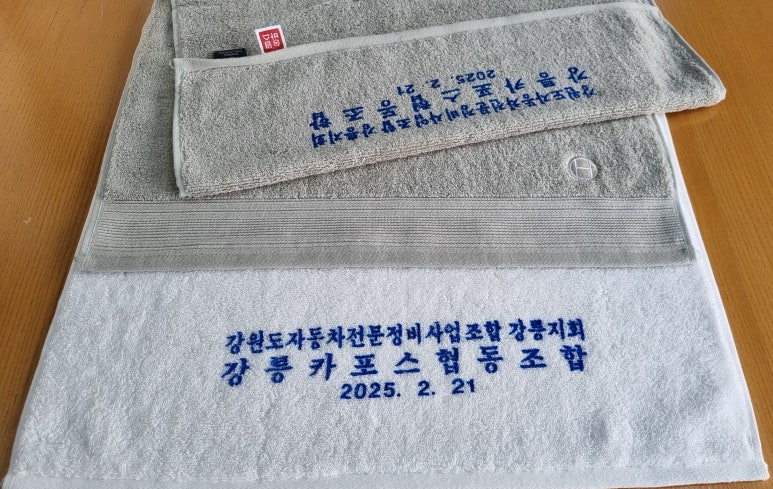 강원도자동차전문정비사업조합 강릉지회
강 릉 카 포 스 협 동 조 합
2025. 2. 21
강원도자동차전문정비사업조합 강릉지회
강 릉 카 포 스 협 동 조 합
2025. 2. 21